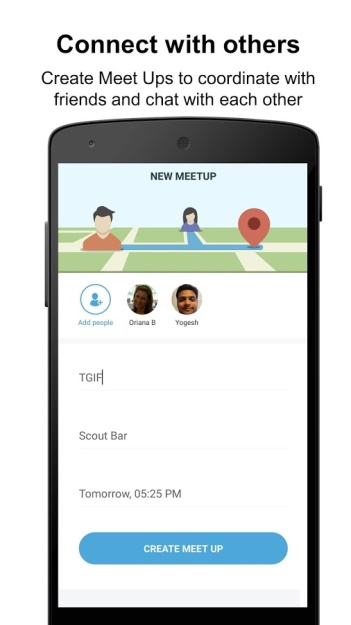 Connect with others
Create Meet Ups to coordinate with
friends and chat with each other
NEW MEETUP
Add people
Oriana B
Yogesh
TGIF
Scout Bar
Tomorrow, 05:25 PM
CREATE MEET UP